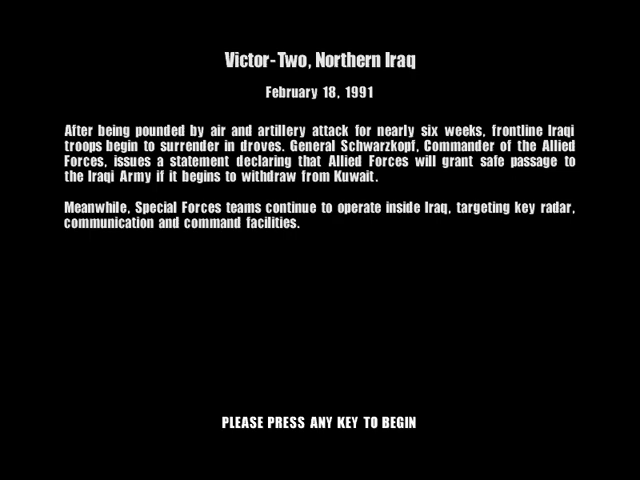 Victor-Two, Northern Iraq
February 18, 1991
After being pounded by air and artillery attack for nearly six weeks, frontline Iraqi
troops begin to surrender in droves. General Schwarzkopf, Commander of the Allied
Forces, issues a statement declaring that Allied Forces will grant safe passage to
the Iraqi Army if it begins to withdraw from Kuwait.
Meanwhile, Special Forces teams continue to operate inside Iraq, targeting key radar,
communication and command facilities.
PLEASE PRESS ANY KEY TO BEGIN